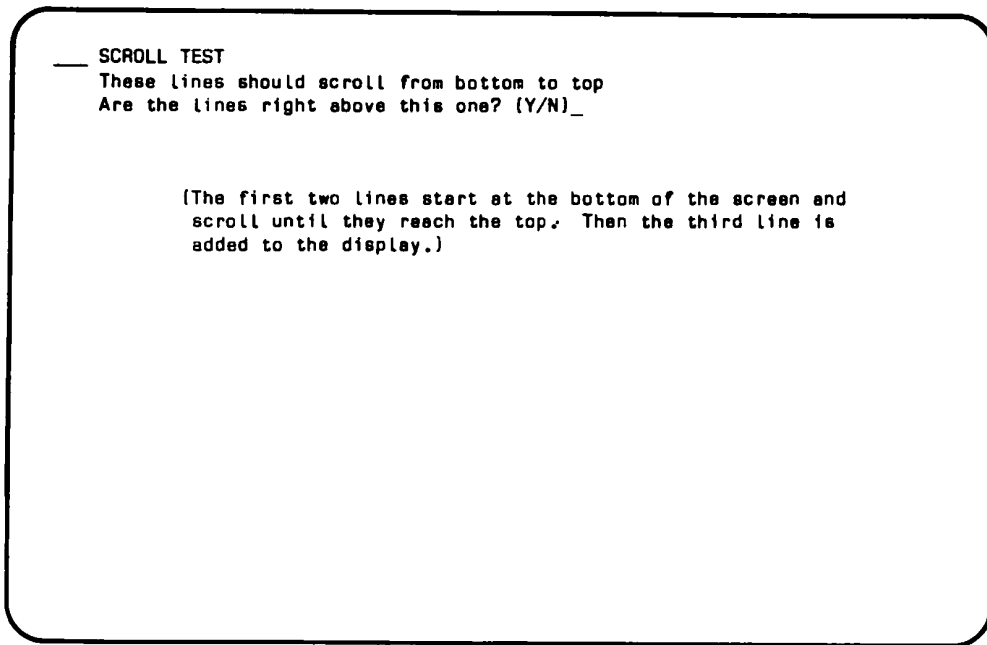 ___ SCROLL TEST
These lines should scroll from bottom to top
Are the lines right above this one? (Y/N)_
(The first two lines start at the bottom of the screen and
scroll until they reach the top. Then the third line is
added to the display.)